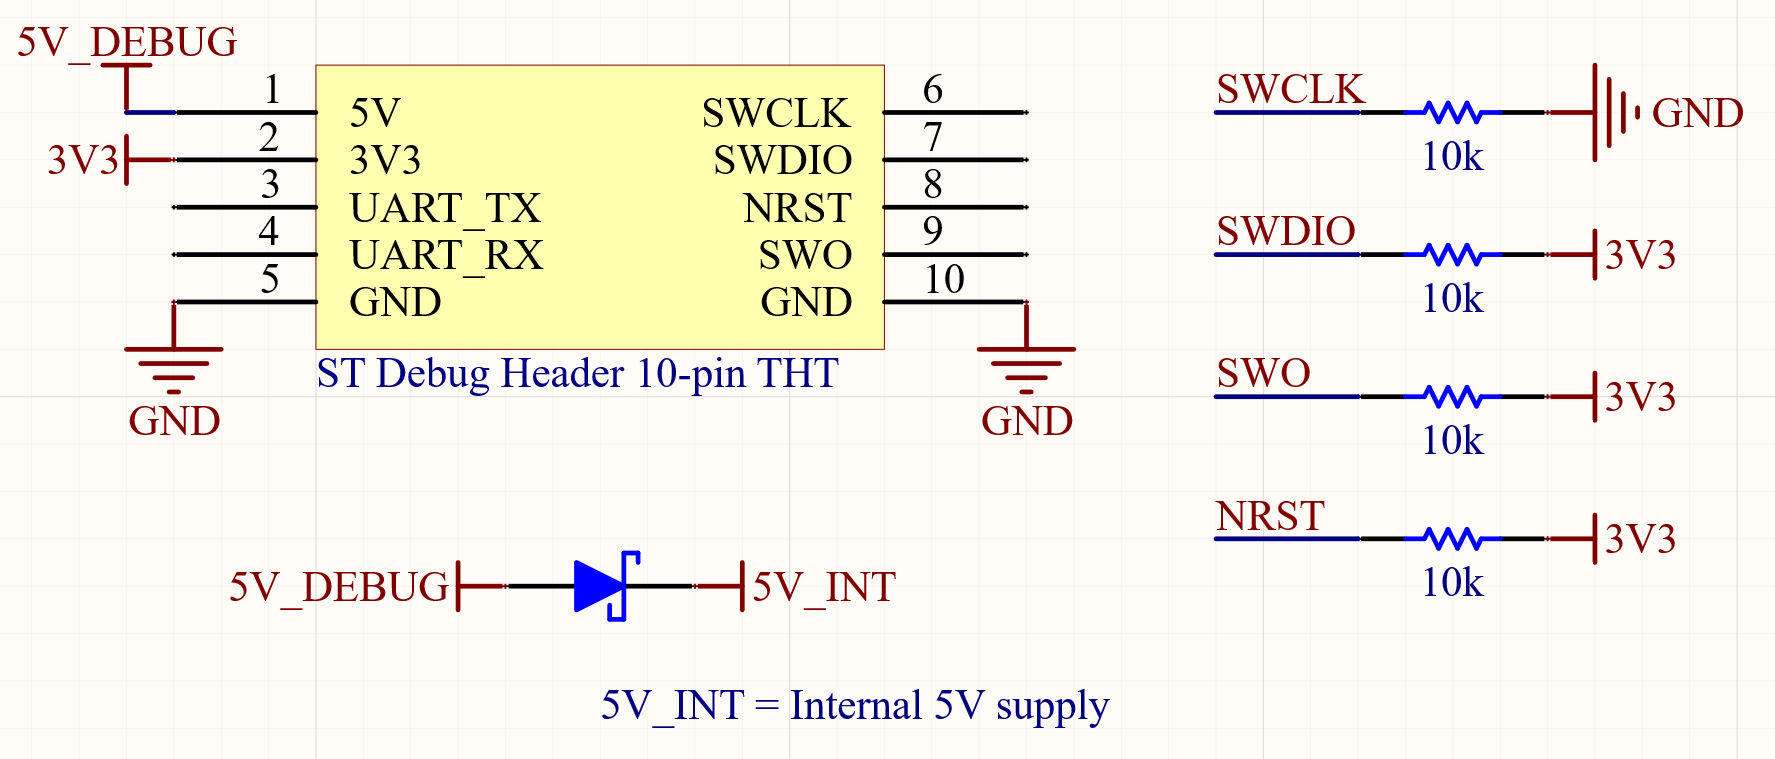 5V_DEBUG
1
5V
3V3
2
3V3
3
UART_TX
4
UART_RX
5
GND
GND
6
SWCLK
7
SWDIO
8
NRST
9
SWO
10
GND
GND
ST Debug Header 10-pin THT
SWCLK
10k
GND
SWDIO
10k
3V3
SWO
10k
3V3
NRST
10k
3V3
5V_DEBUG
5V_INT
5V_INT = Internal 5V supply